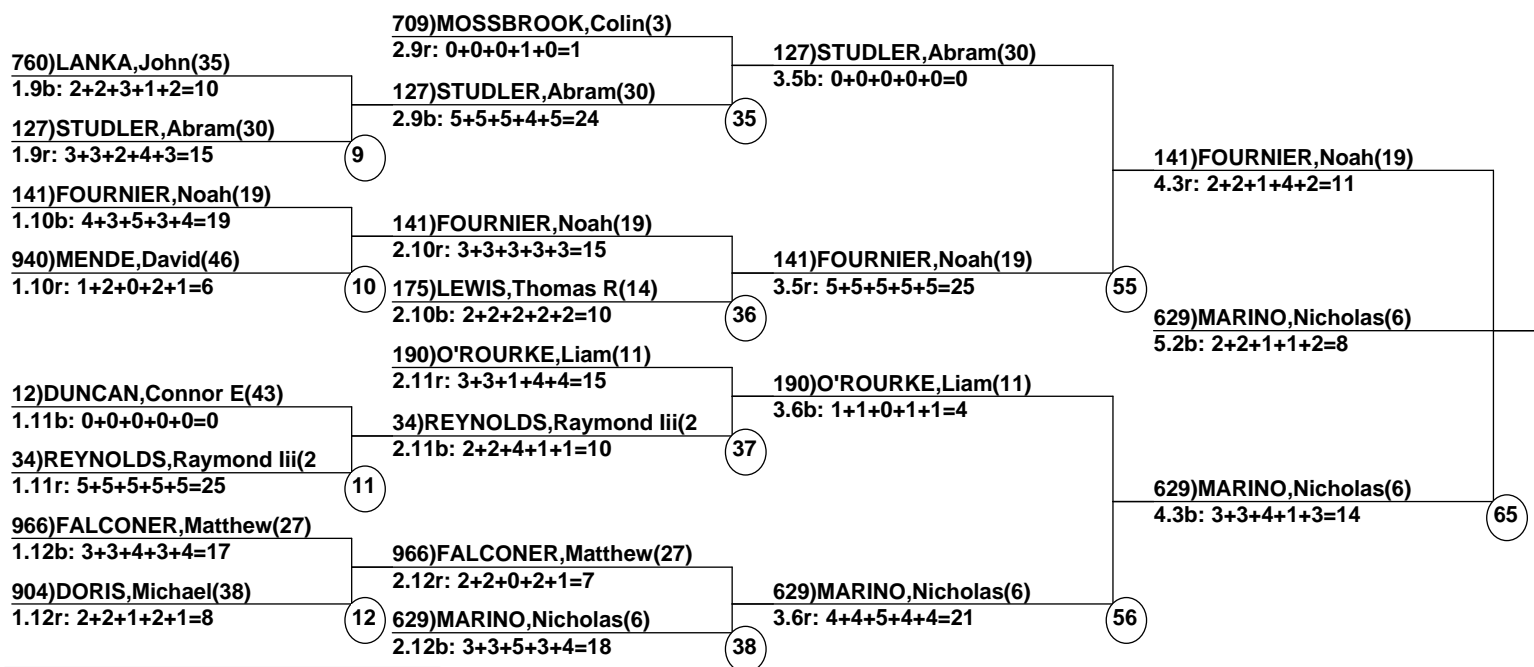 760)LANKA,John(35)
1.9b: 2+2+3+1+2=10
127)STUDLER,Abram(30)
1.9r: 3+3+2+4+3=15
9
141)FOURNIER,Noah(19)
1.10b: 4+3+5+3+4=19
940)MENDE,David(46)
1.10r: 1+2+0+2+1=6
10
12)DUNCAN,Connor E(43)
1.11b: 0+0+0+0+0=0
34)REYNOLDS,Raymond Iii(2
1.11r: 5+5+5+5+5=25
11
966)FALCONER,Matthew(27)
1.12b: 3+3+4+3+4=17
904)DORIS,Michael(38)
1.12r: 2+2+1+2+1=8
12
709)MOSSBROOK,Colin(3)
2.9r: 0+0+0+1+0=1
127)STUDLER,Abram(30)
2.9b: 5+5+5+4+5=24
35
141)FOURNIER,Noah(19)
2.10r: 3+3+3+3+3=15
175)LEWIS,Thomas R(14)
2.10b: 2+2+2+2+2=10
36
190)O'ROURKE,Liam(11)
2.11r: 3+3+1+4+4=15
34)REYNOLDS,Raymond Iii(2
2.11b: 2+2+4+1+1=10
37
966)FALCONER,Matthew(27)
2.12r: 2+2+0+2+1=7
629)MARINO,Nicholas(6)
2.12b: 3+3+5+3+4=18
38
127)STUDLER,Abram(30)
3.5b: 0+0+0+0+0=0
141)FOURNIER,Noah(19)
3.5r: 5+5+5+5+5=25
55
190)O'ROURKE,Liam(11)
3.6b: 1+1+0+1+1=4
629)MARINO,Nicholas(6)
3.6r: 4+4+5+4+4=21
56
141)FOURNIER,Noah(19)
4.3r: 2+2+1+4+2=11
629)MARINO,Nicholas(6)
5.2b: 2+2+1+1+2=8
629)MARINO,Nicholas(6)
4.3b: 3+3+4+1+3=14
65